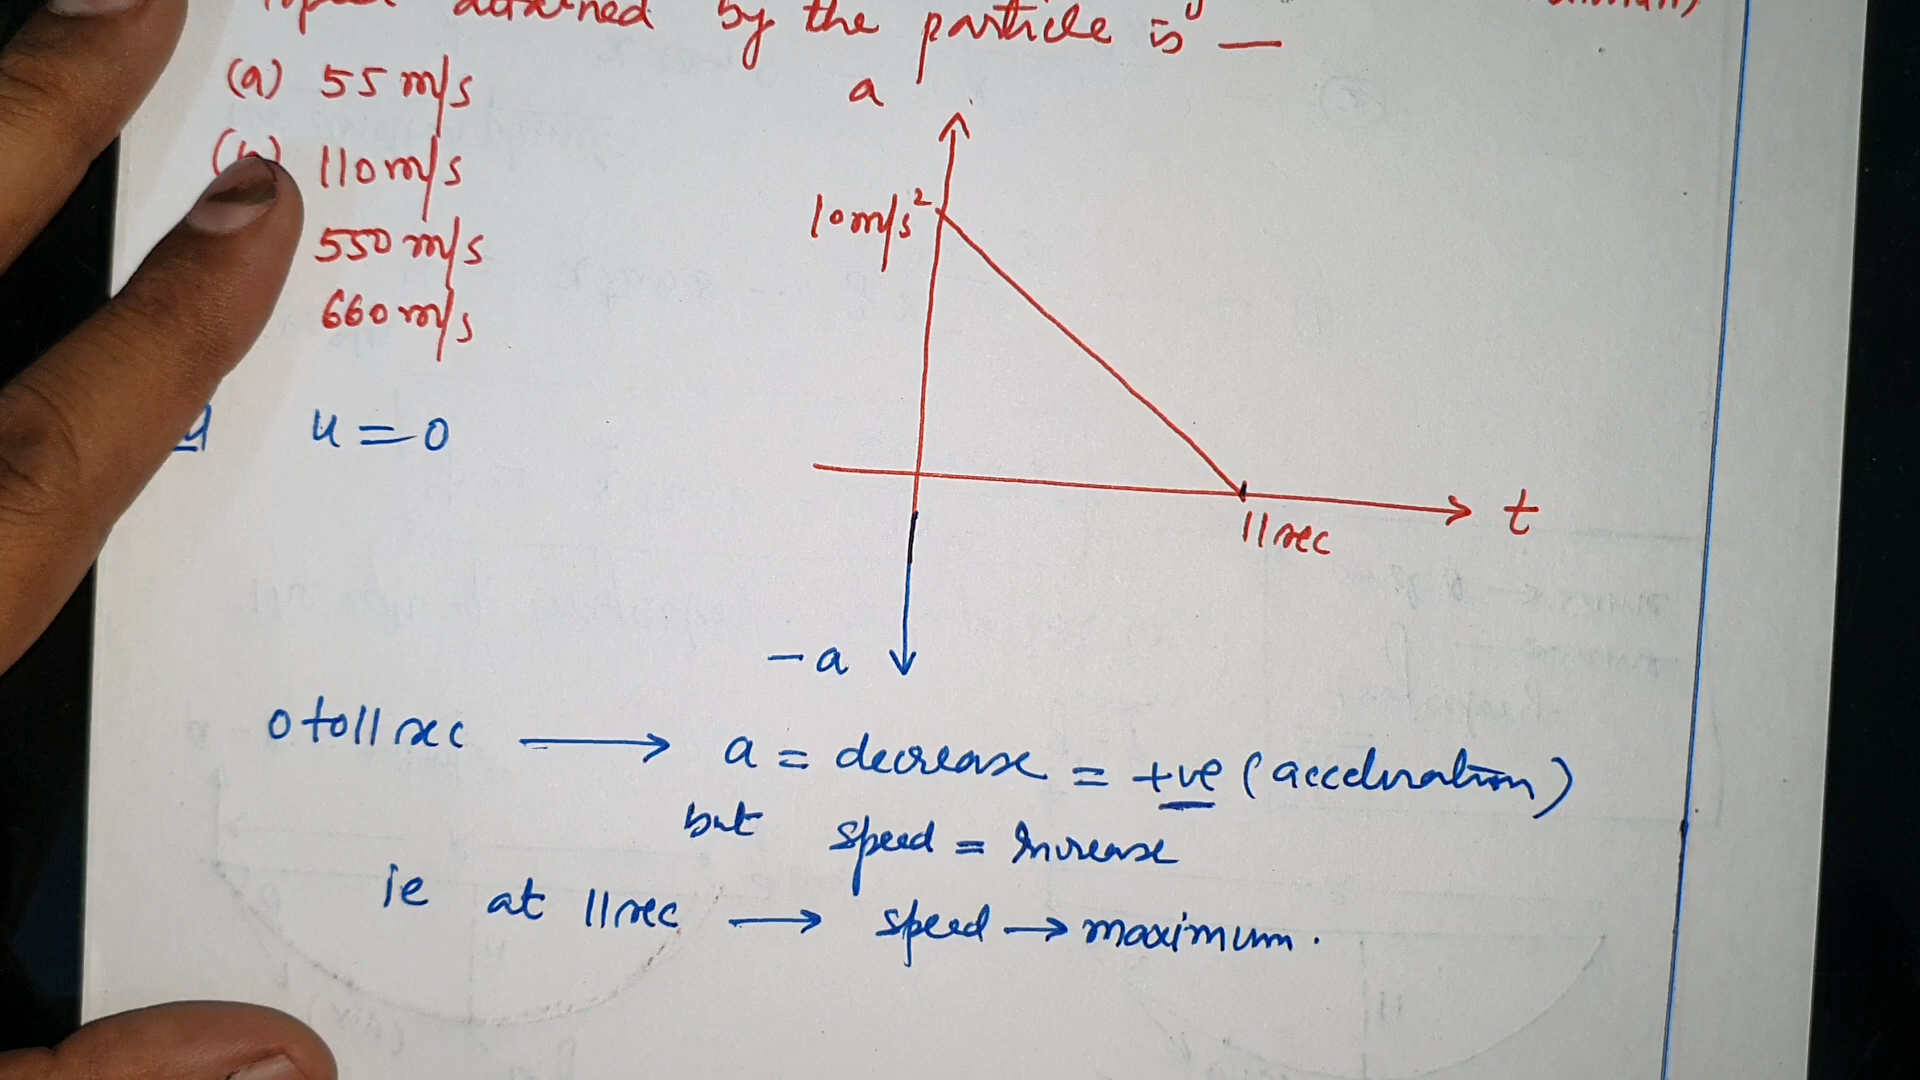 attained by the particle is —
(a) 55 m/s
110 m/s
550 m/s
660 m/s
a
10 m/s²
t
11 sec
-a
u = 0
0 to 11 sec → a = decrease = +ve (acceleration)
but speed = Increase
ie at 11 sec → speed → maximum.